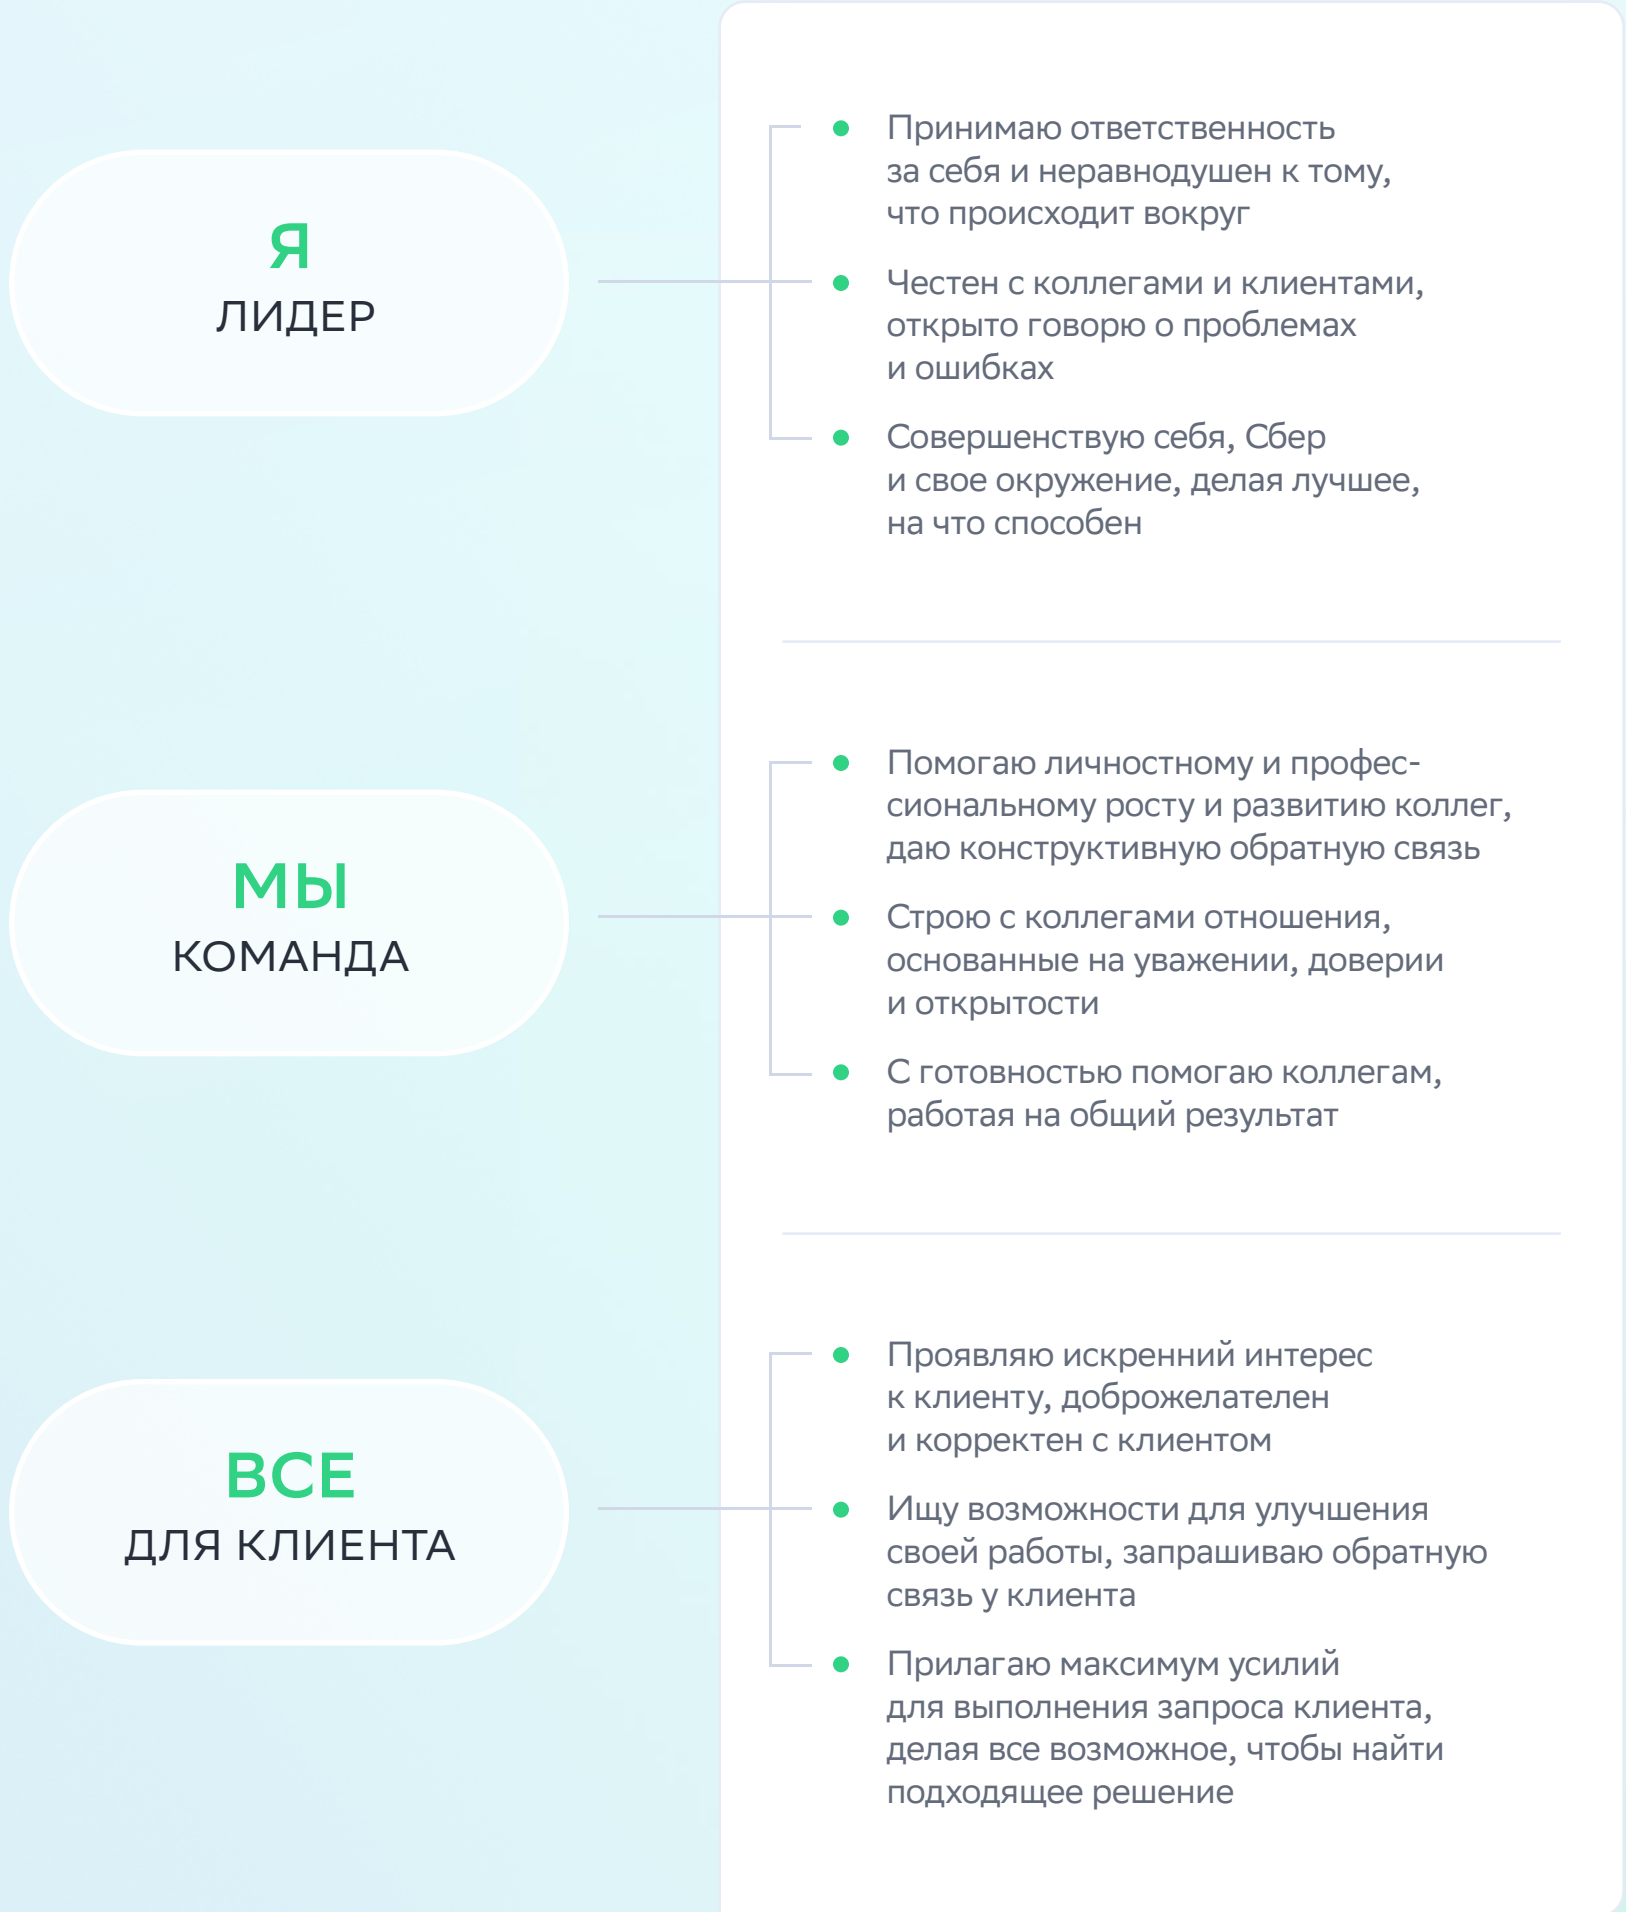 Я
ЛИДЕР
Принимаю ответственность
за себя и неравнодушен к тому,
что происходит вокруг
Честен с коллегами и клиентами,
открыто говорю о проблемах
и ошибках
Совершенствую себя, Сбер
и свое окружение, делая лучшее,
на что способен
МЫ
КОМАНДА
Помогаю личностному и профес-
сиональному росту и развитию коллег,
даю конструктивную обратную связь
Строю с коллегами отношения,
основанные на уважении, доверии
и открытости
С готовностью помогаю коллегам,
работая на общий результат
ВСЕ
ДЛЯ КЛИЕНТА
Проявляю искренний интерес
к клиенту, доброжелателен
и корректен с клиентом
Ищу возможности для улучшения
своей работы, запрашиваю обратную
связь у клиента
Прилагаю максимум усилий
для выполнения запроса клиента,
делая все возможное, чтобы найти
подходящее решение